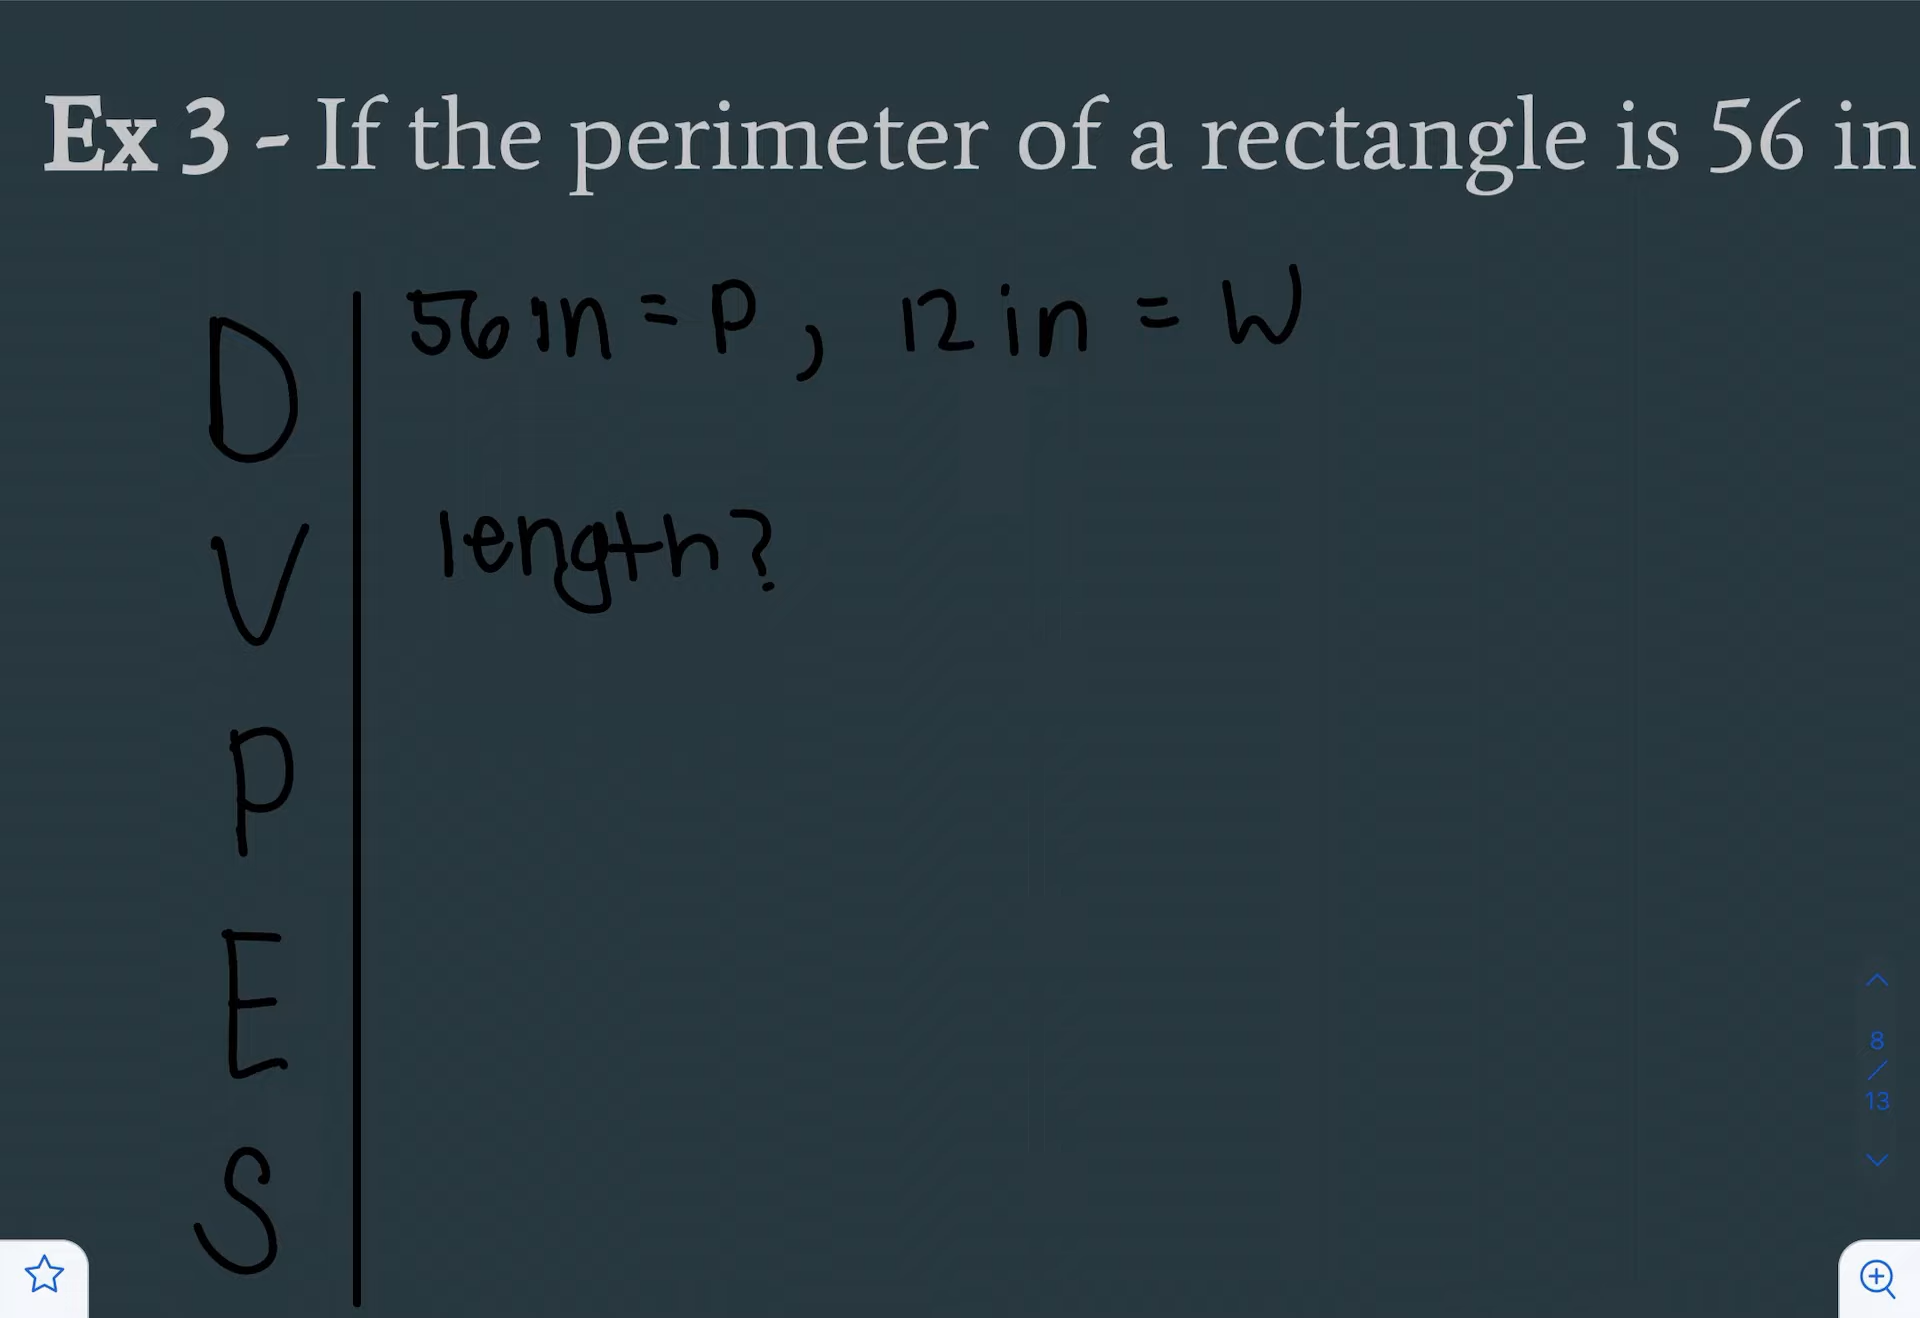 Ex 3 - If the perimeter of a rectangle is 56 in
D
56 in = P, 12 in = W
V
length?
P
E
S
8
/
13